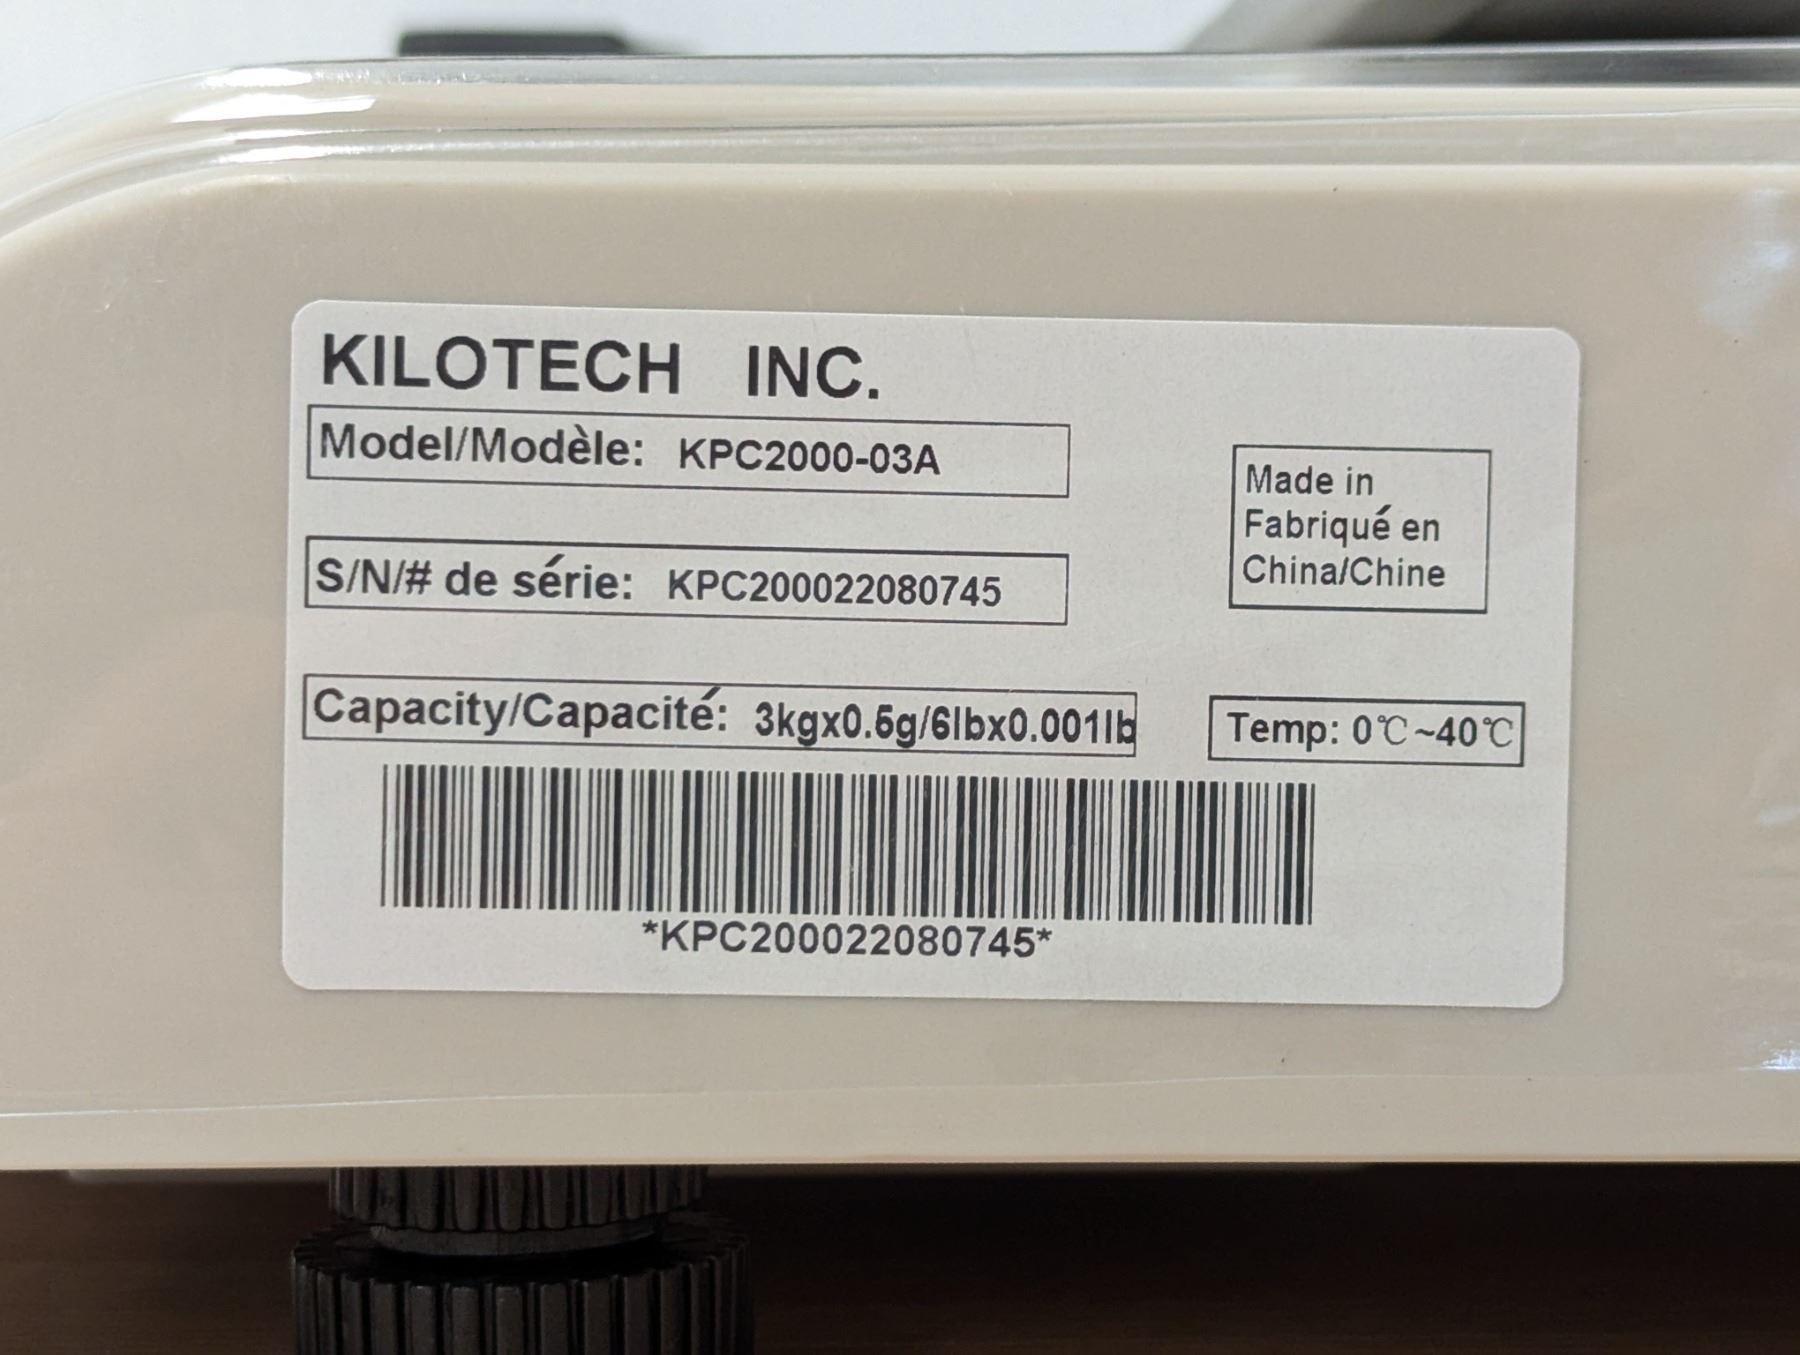 KILOTECH INC.
Model/Modèle: KPC2000-03A
Made in
Fabriqué en
China/Chine
S/N/# de série: KPC200022080745
Capacity/Capacité: 3kgx0.5g/6lbx0.001lb
Temp: 0℃~40℃
*KPC200022080745*